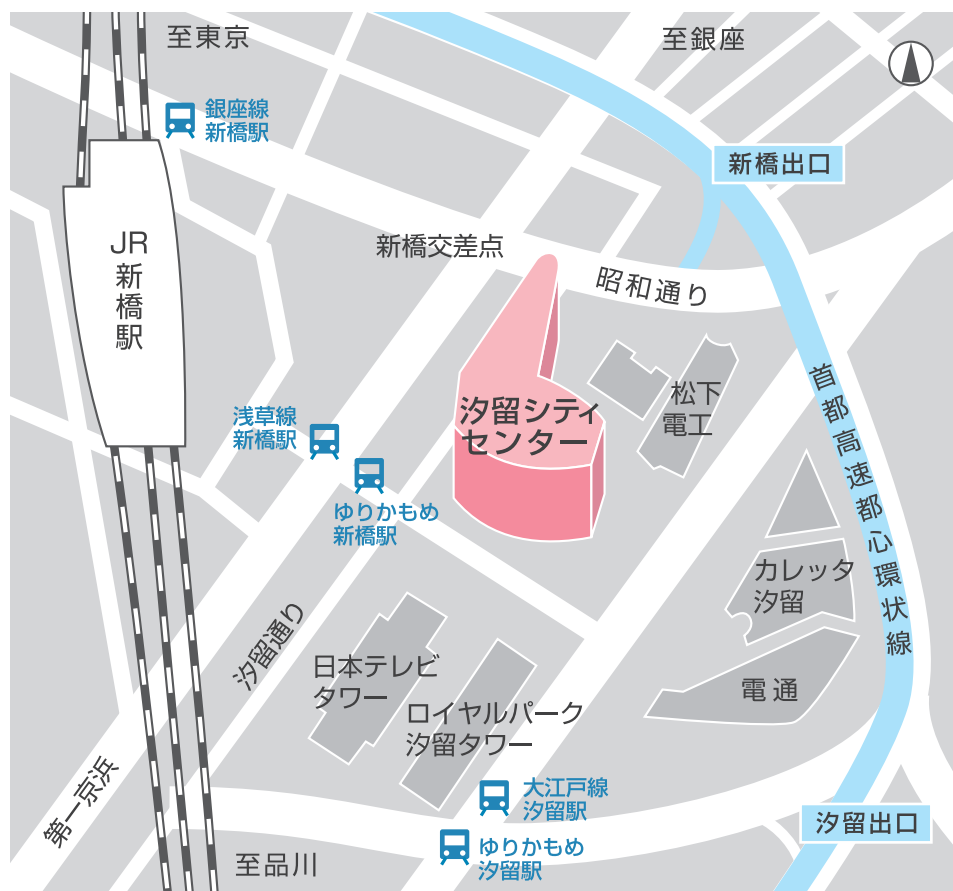 至東京
至銀座
銀座線
新橋駅
新橋出口
JR
新橋駅
新橋交差点
昭和通り
首都高速都心環状線
松下
電工
汐留シティ
センター
浅草線
新橋駅
ゆりかもめ
新橋駅
カレッタ
汐留
汐留通り
日本テレビ
タワー
電通
ロイヤルパーク
汐留タワー
第一京浜
大江戸線
汐留駅
汐留出口
ゆりかもめ
汐留駅
至品川